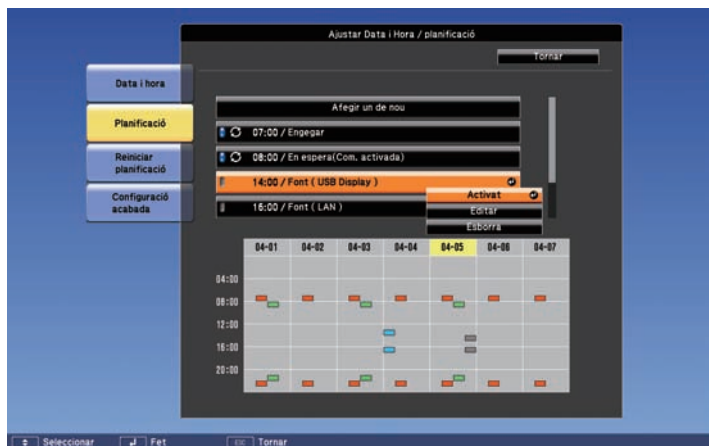 Ajustar Data i Hora / planificació
Tornar
Data i hora
Planificació
Reiniciar
planificació
Configuració
acabada
Afegir un de nou
07:00 / Engegar
08:00 / En espera(Com. activada)
14:00 / Font ( USB Display )
16:00 / Font ( LAN )
Activat
Editar
Esborra
04-01 04-02 04-03 04-04 04-05 04-06 04-07
04:00
08:00
12:00
16:00
20:00
Seleccionar Fet Esc Tornar